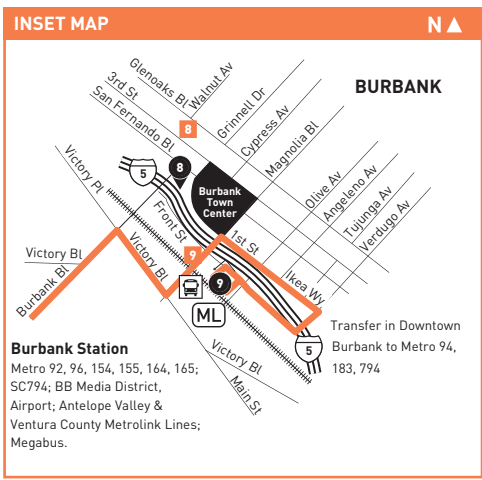 INSET MAP
N
BURBANK
Glenoaks Bl
Walnut Av
3rd St
Grinnell Dr
San Fernando Bl
Cypress Av
Magnolia Bl
8
8
5
Victory Pl
Burbank
Town
Center
Olive Av
Angeleno Av
Tujunga Av
Verdugo Av
Front St
1st St
Victory Bl
Victory Bl
9
Burbank Bl
9
Ikea Wy
ML
5
Victory Bl
Main St
Transfer in Downtown
Burbank to Metro 94,
183, 794
Burbank Station
Metro 92, 96, 154, 155, 164, 165;
SC794; BB Media District,
Airport; Antelope Valley &
Ventura County Metrolink Lines;
Megabus.